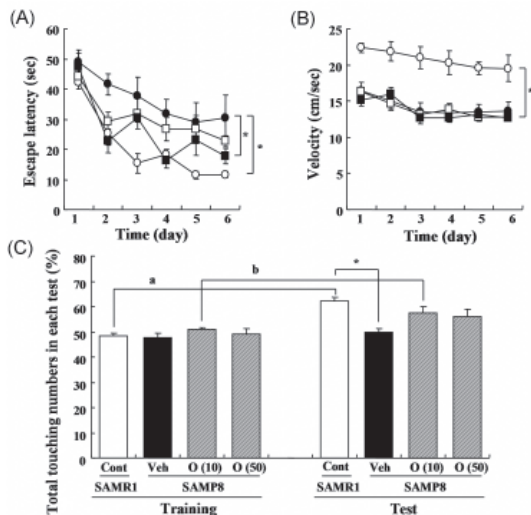 (A)
60
50
40
30
20
10
0
Escape latency (sec)
1 2 3 4 5 6
Time (day)
*
*
(B)
25
20
15
10
5
0
Velocity (cm/sec)
1 2 3 4 5 6
Time (day)
*
(C)
Total touching numbers in each test (%)
80
70
60
50
40
30
20
10
0
a
b
*
Cont Veh O (10) O (50) Cont Veh O (10) O (50)
SAMR1 SAMP8 SAMR1 SAMP8
Training Test